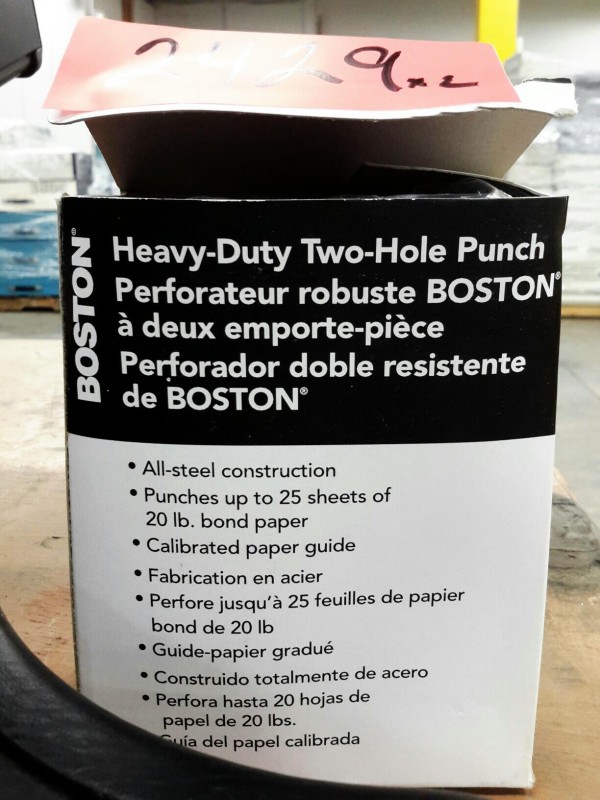 2429 x2
BOSTON®
Heavy-Duty Two-Hole Punch
Perforateur robuste BOSTON®
à deux emporte-pièce
Perforador doble resistente
de BOSTON®
• All-steel construction
• Punches up to 25 sheets of
20 lb. bond paper
• Calibrated paper guide
• Fabrication en acier
• Perfore jusqu'à 25 feuilles de papier
bond de 20 lb
• Guide-papier gradué
• Construido totalmente de acero
• Perfora hasta 20 hojas de
papel de 20 lbs.
Guía del papel calibrada